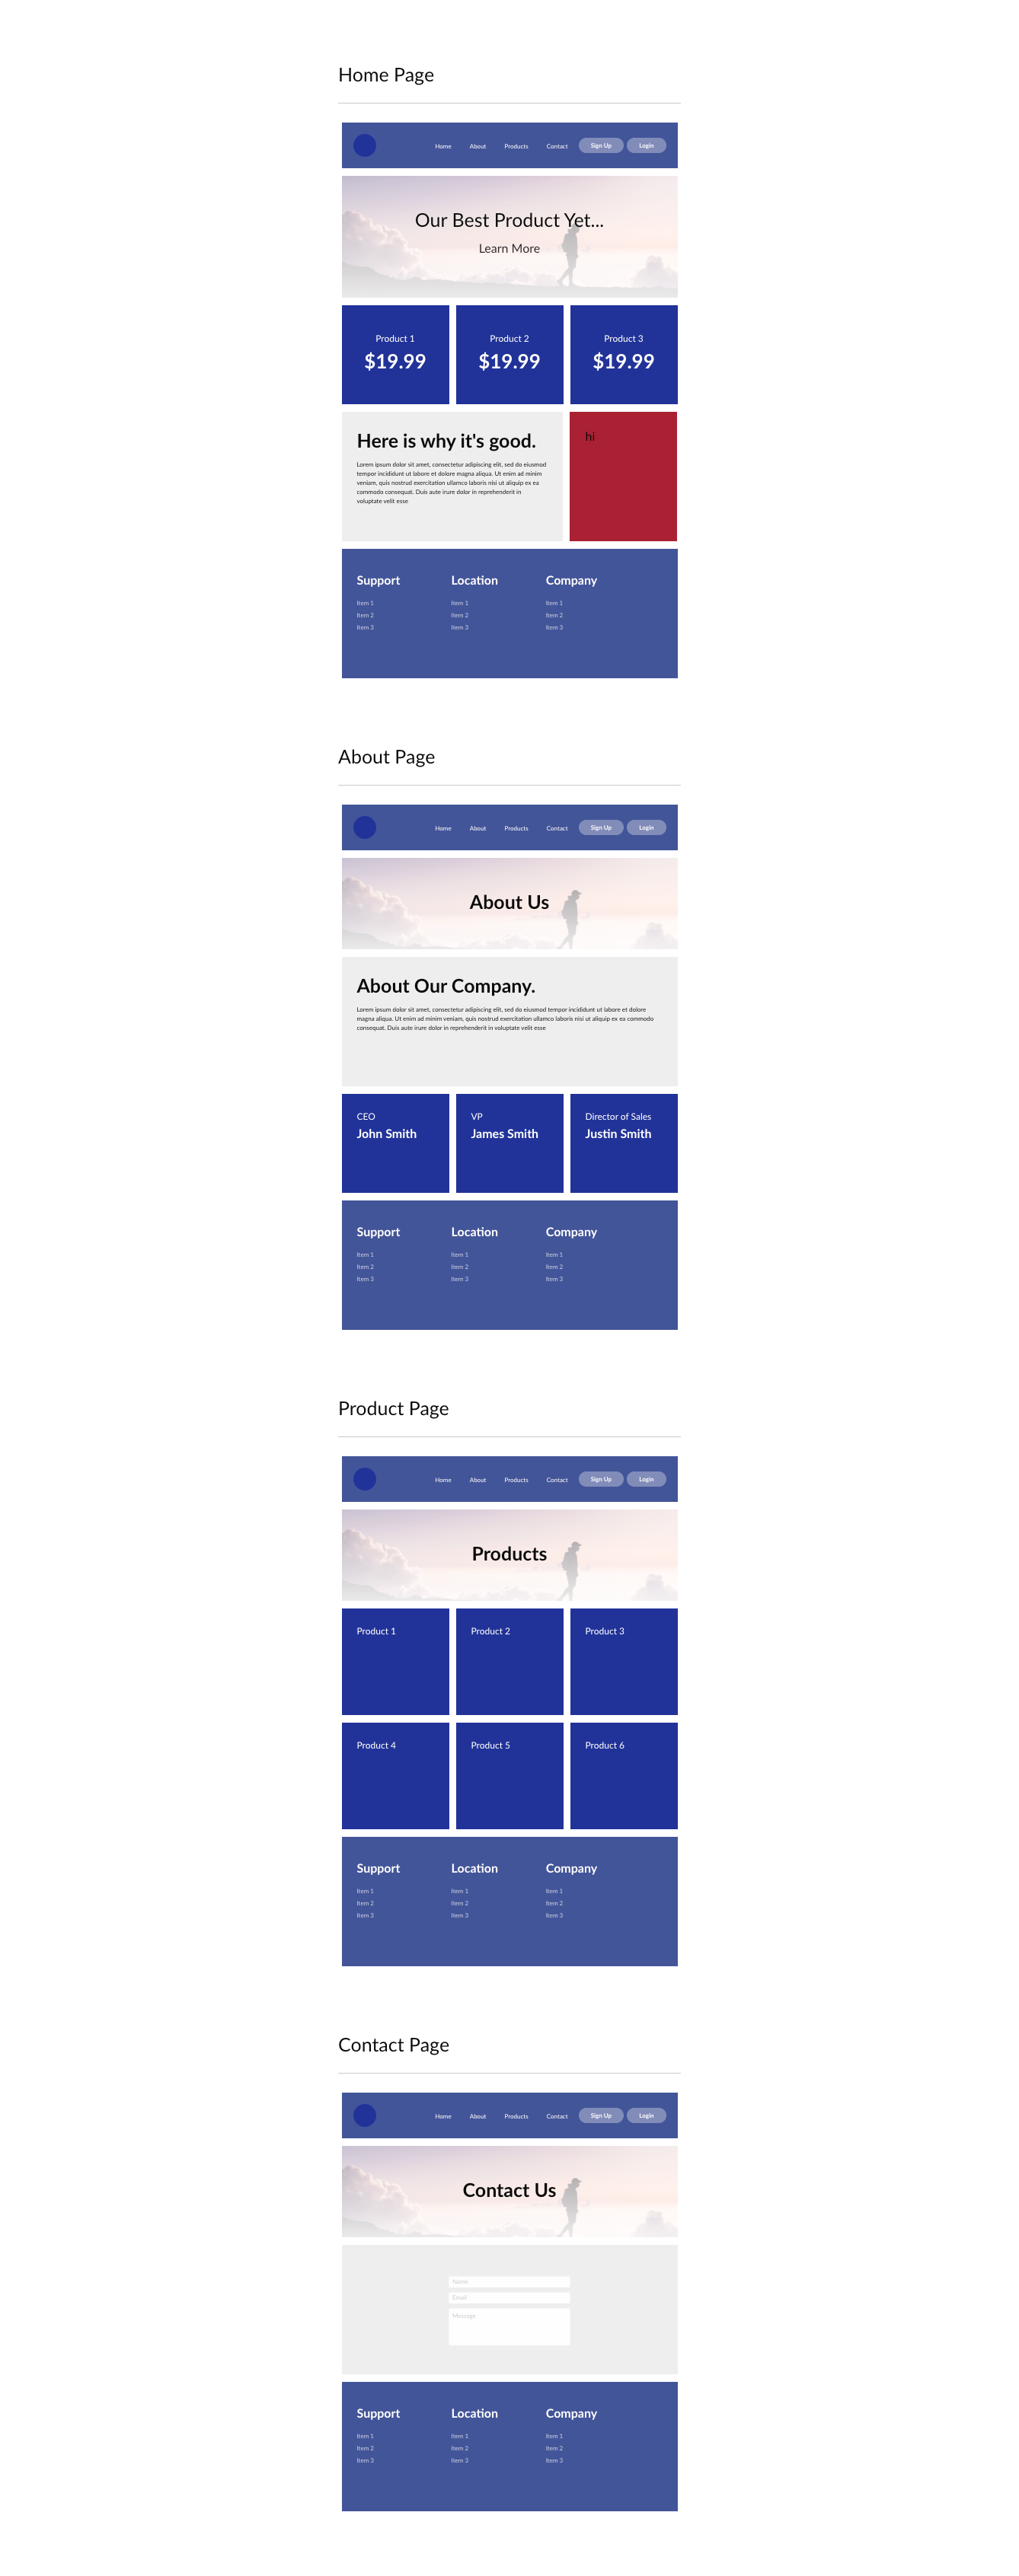 Home Page
Home About Products Contact Sign Up Login
Our Best Product Yet...
Learn More
Product 1 Product 2 Product 3
$19.99 $19.99 $19.99
Here is why it's good.
hi
Lorem ipsum dolor sit amet, consectetur adipiscing elit, sed do eiusmod
tempor incididunt ut labore et dolore magna aliqua. Ut enim ad minim
veniam, quis nostrud exercitation ullamco laboris nisi ut aliquip ex ea
commodo consequat. Duis aute irure dolor in reprehenderit in
voluptate velit esse
Support Location Company
Item 1 Item 1 Item 1
Item 2 Item 2 Item 2
Item 3 Item 3 Item 3
About Page
Home About Products Contact Sign Up Login
About Us
About Our Company.
Lorem ipsum dolor sit amet, consectetur adipiscing elit, sed do eiusmod tempor incididunt ut labore et dolore
magna aliqua. Ut enim ad minim veniam, quis nostrud exercitation ullamco laboris nisi ut aliquip ex ea commodo
consequat. Duis aute irure dolor in reprehenderit in voluptate velit esse
CEO VP Director of Sales
John Smith James Smith Justin Smith
Support Location Company
Item 1 Item 1 Item 1
Item 2 Item 2 Item 2
Item 3 Item 3 Item 3
Product Page
Home About Products Contact Sign Up Login
Products
Product 1 Product 2 Product 3
Product 4 Product 5 Product 6
Support Location Company
Item 1 Item 1 Item 1
Item 2 Item 2 Item 2
Item 3 Item 3 Item 3
Contact Page
Home About Products Contact Sign Up Login
Contact Us
Name
Email
Message
Support Location Company
Item 1 Item 1 Item 1
Item 2 Item 2 Item 2
Item 3 Item 3 Item 3